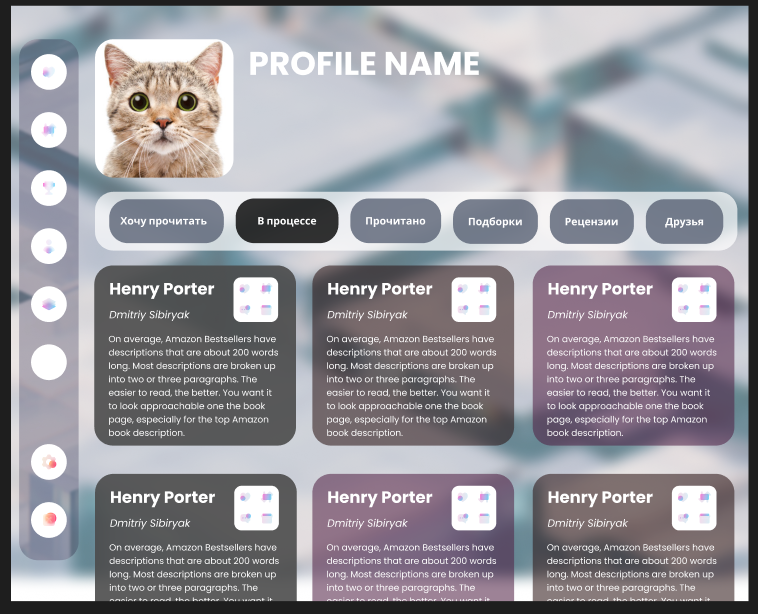 PROFILE NAME
Хочу прочитать
В процессе
Прочитано
Подборки
Рецензии
Друзья
Henry Porter
Dmitriy Sibiryak
On average, Amazon Bestsellers have
descriptions that are about 200 words
long. Most descriptions are broken up
into two or three paragraphs. The
easier to read, the better. You want it
to look approachable one the book
page, especially for the top Amazon
book description.
Henry Porter
Dmitriy Sibiryak
On average, Amazon Bestsellers have
descriptions that are about 200 words
long. Most descriptions are broken up
into two or three paragraphs. The
easier to read, the better. You want it
to look approachable one the book
page, especially for the top Amazon
book description.
Henry Porter
Dmitriy Sibiryak
On average, Amazon Bestsellers have
descriptions that are about 200 words
long. Most descriptions are broken up
into two or three paragraphs. The
easier to read, the better. You want it
to look approachable one the book
page, especially for the top Amazon
book description.
Henry Porter
Dmitriy Sibiryak
On average, Amazon Bestsellers have
descriptions that are about 200 words
long. Most descriptions are broken up
into two or three paragraphs. The
easier to read, the better. You want it
Henry Porter
Dmitriy Sibiryak
On average, Amazon Bestsellers have
descriptions that are about 200 words
long. Most descriptions are broken up
into two or three paragraphs. The
easier to read, the better. You want it
Henry Porter
Dmitriy Sibiryak
On average, Amazon Bestsellers have
descriptions that are about 200 words
long. Most descriptions are broken up
into two or three paragraphs. The
easier to read, the better. You want it